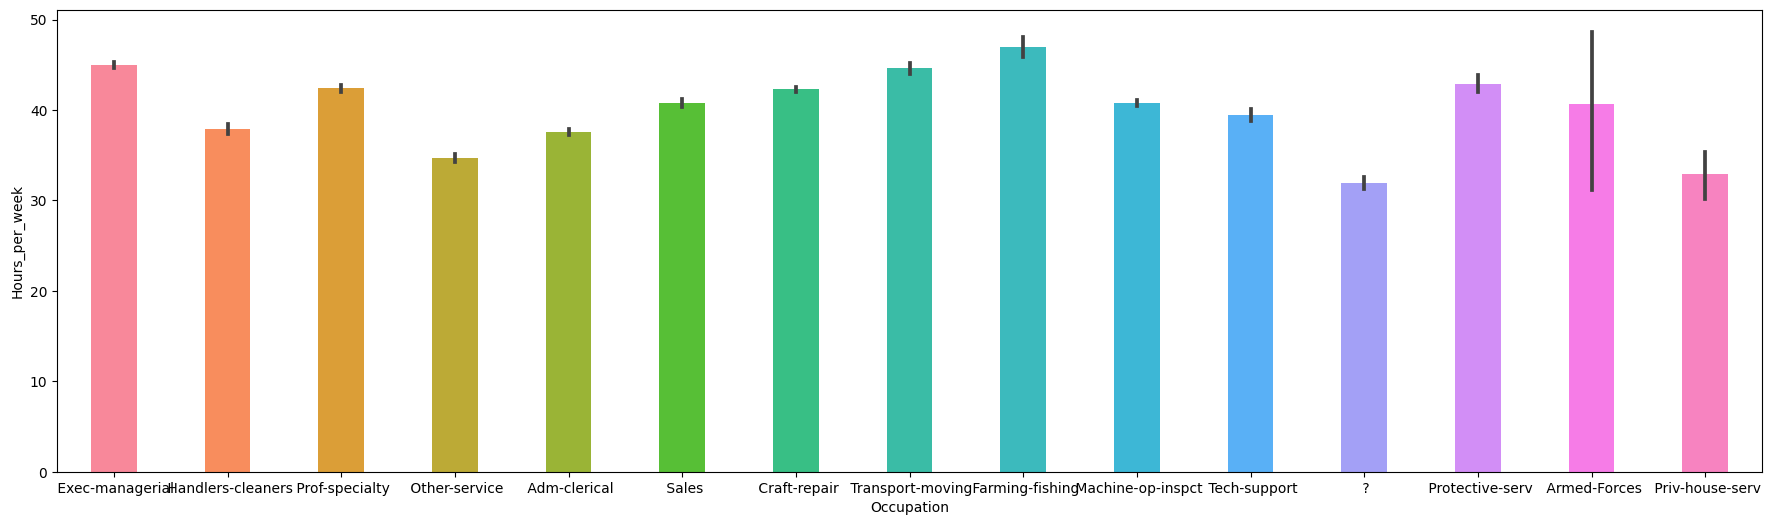 50
40
30
20
10
0
Hours_per_week
Exec-managerial Handlers-cleaners Prof-specialty Other-service Adm-clerical Sales Craft-repair Transport-moving Farming-fishing Machine-op-inspct Tech-support ? Protective-serv Armed-Forces Priv-house-serv
Occupation